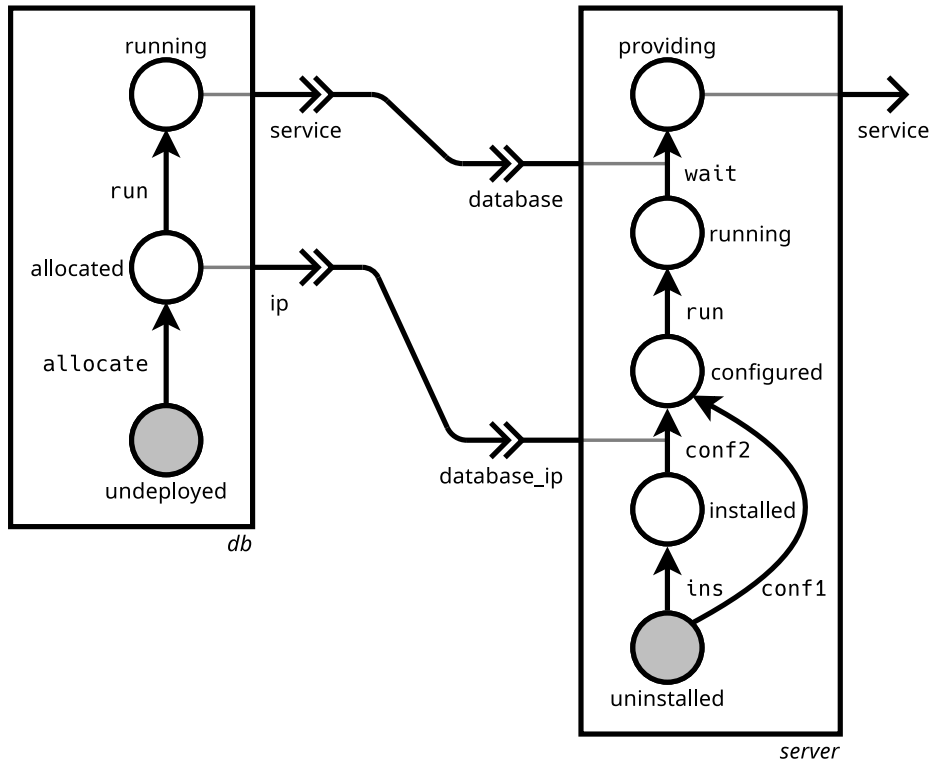 running
providing
service
service
run
wait
database
running
allocated
ip
run
allocate
configured
conf2
database_ip
undeployed
installed
db
ins
conf1
uninstalled
server